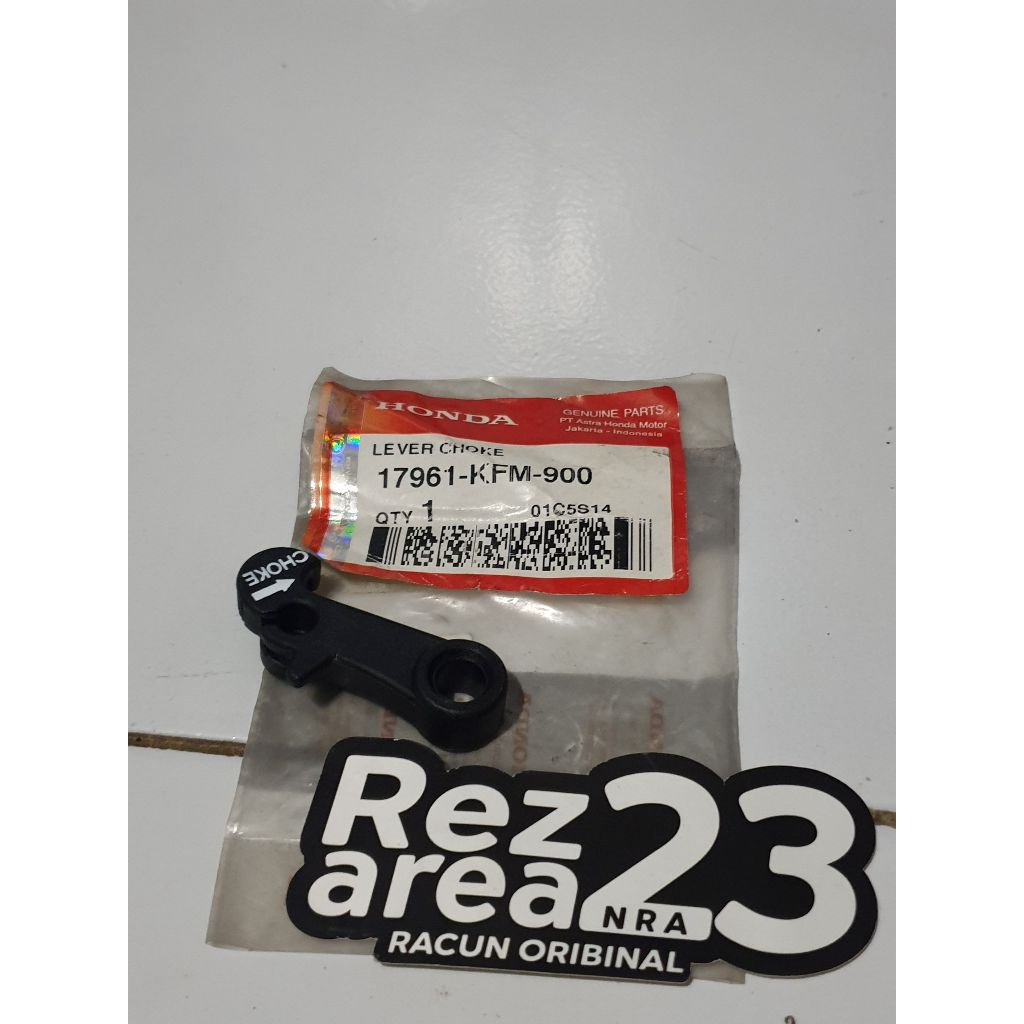 HONDA
GENUINE PARTS
PT Astra Honda Motor
Jakarta - Indonesia
LEVER CHOKE
17961-KFM-900
QTY 1 01C5S14
CHOKE
Rez
area 23
NRA
RACUN ORIBINAL